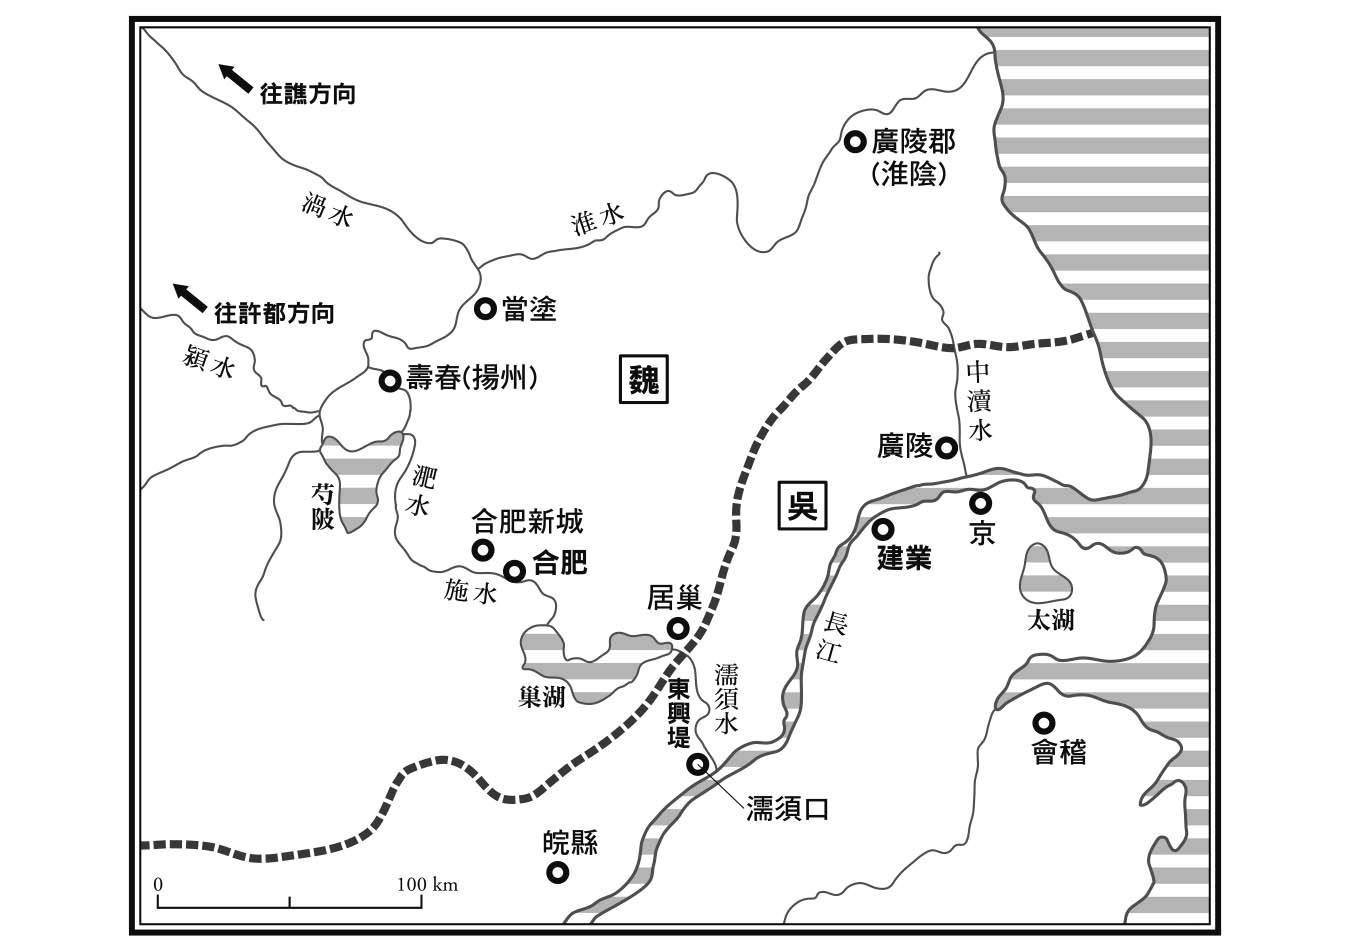 往譙方向
廣陵郡
(淮陰)
渦水
淮水
往許都方向
當塗
潁水
壽春(揚州)
魏
中瀆水
廣陵
淝水
芍陂
吳
合肥新城
京
建業
合肥
施水
居巢
太湖
長江
巢湖
東興堤
濡須水
會稽
濡須口
皖縣
0
100 km